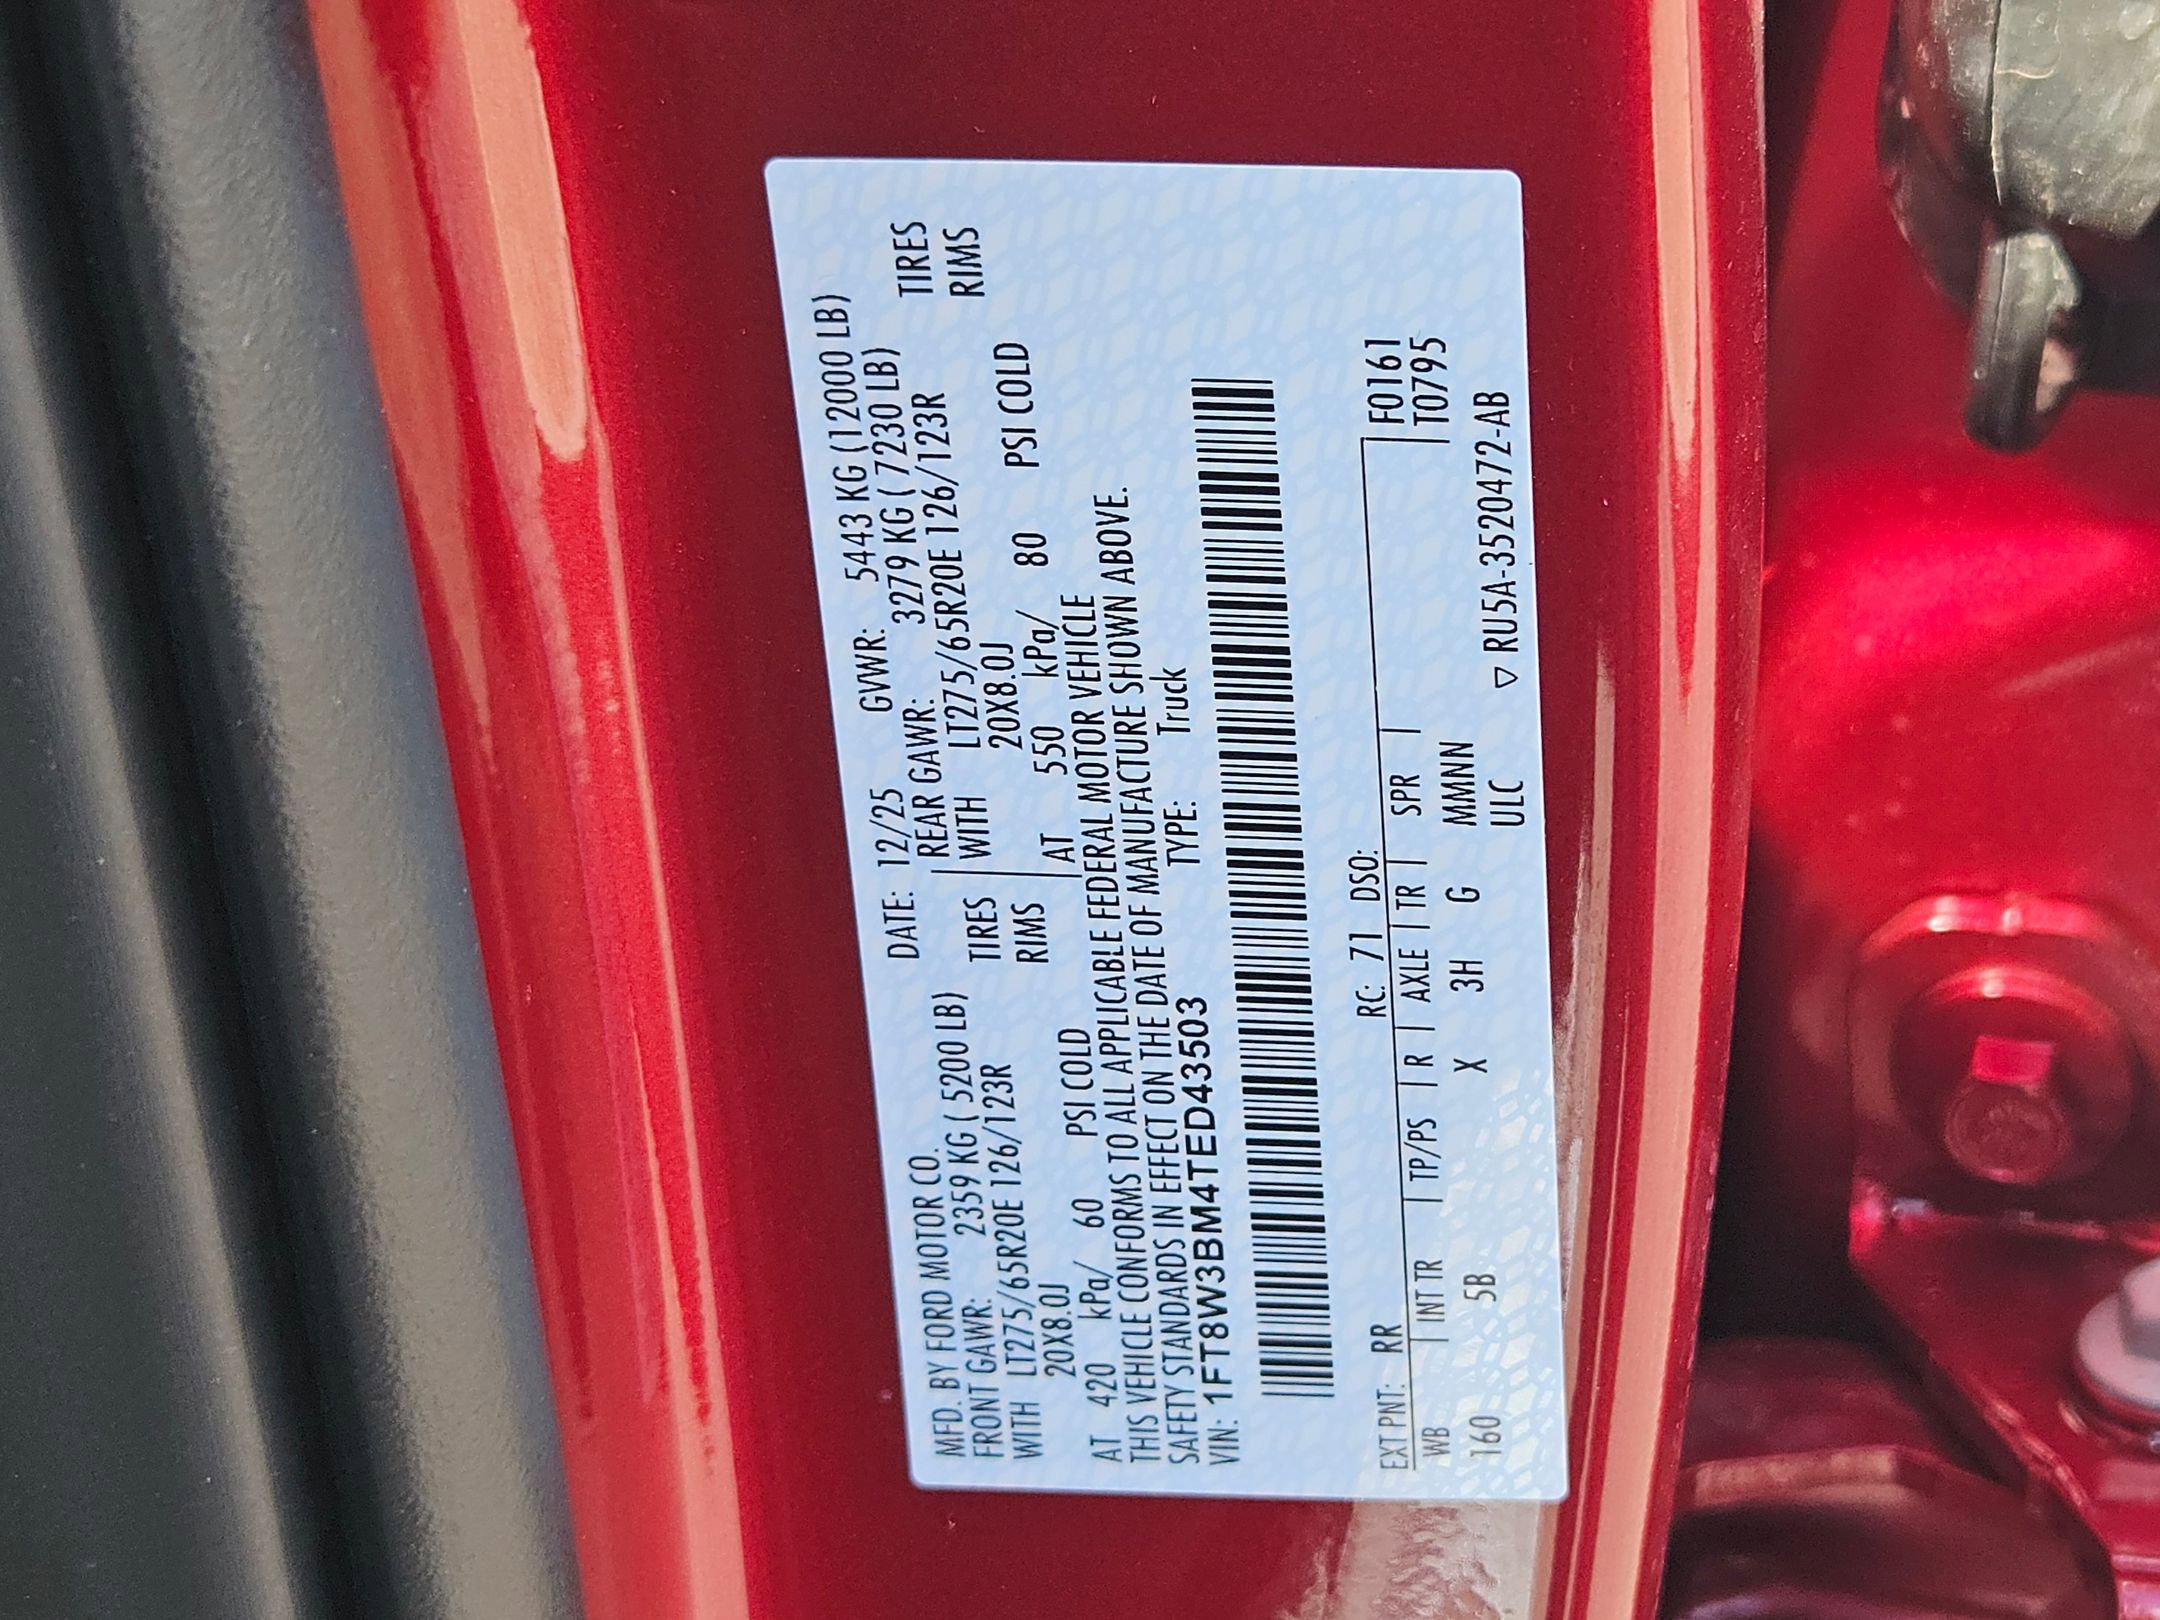 MFD. BY FORD MOTOR CO. DATE: 12/25 GVWR: 5443 KG (12000 LB)
FRONT GAWR: 2359 KG ( 5200 LB) REAR GAWR: 3279 KG ( 7230 LB)
WITH LT275/65R20E 126/123R TIRES WITH LT275/65R20E 126/123R TIRES
20X8.0J RIMS 20X8.0J RIMS
AT 420 kPa/ 60 PSI COLD AT 550 kPa/ 80 PSI COLD
THIS VEHICLE CONFORMS TO ALL APPLICABLE FEDERAL MOTOR VEHICLE
SAFETY STANDARDS IN EFFECT ON THE DATE OF MANUFACTURE SHOWN ABOVE.
VIN: 1FT8W3BM4TED43503 TYPE: Truck
EXT PNT: RR RC: 71 DSO: F0161
WB INT TR TP/PS R AXLE TR SPR T0795
160 5B X 3H G MMNN
ULC ▽ RU5A-3520472-AB